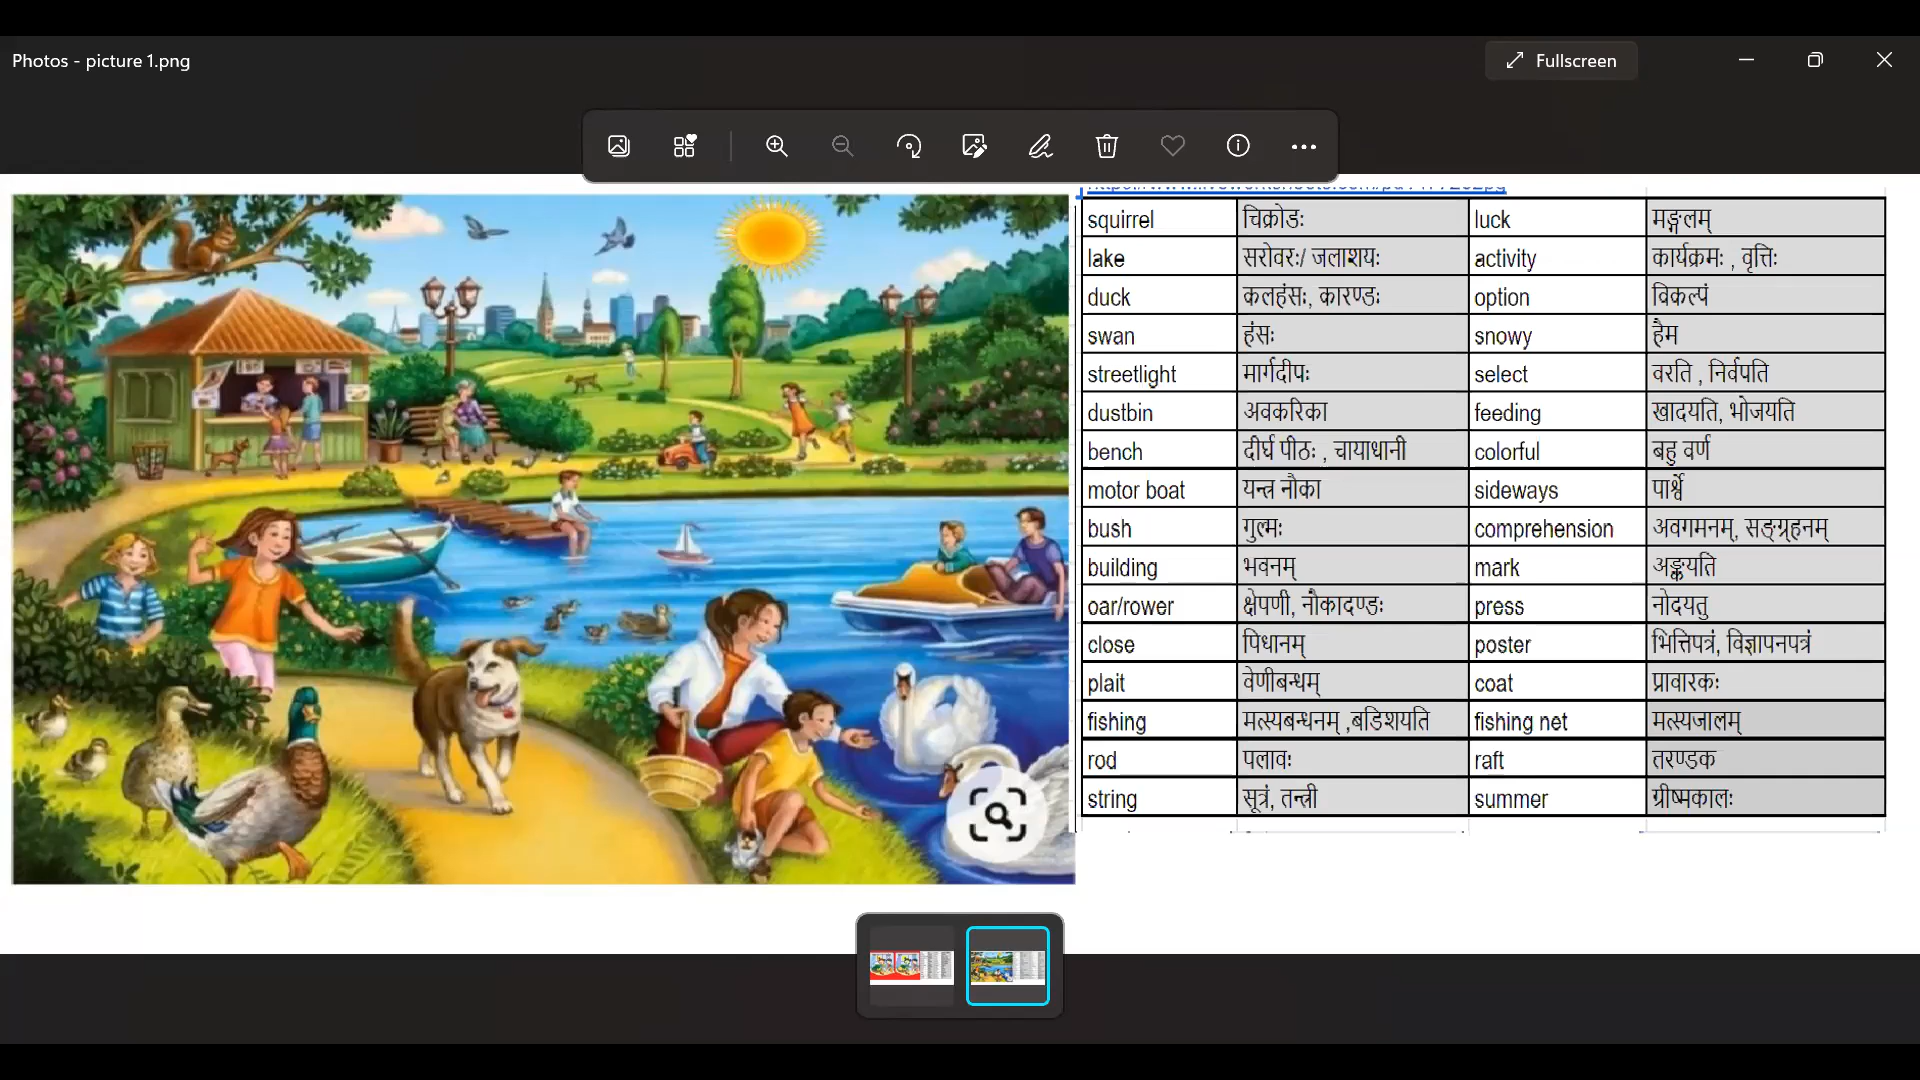 Photos - picture 1.png
Fullscreen
squirrel चिक्रोडः luck मङ्गलम्
lake सरोवरः/ जलाशयः activity कार्यक्रमः , वृत्तिः
duck कलहंसः, कारण्डः option विकल्पं
swan हंसः snowy हैम
streetlight मार्गदीपः select वरति , निर्वपति
dustbin अवकरिका feeding खादयति, भोजयति
bench दीर्घ पीठः , चायाधानी colorful बहु वर्ण
motor boat यन्त्र नौका sideways पार्श्वे
bush गुल्मः comprehension अवगमनम्, सङ्ग्र्हनम्
building भवनम् mark अङ्कयति
oar/rower क्षेपणी, नौकादण्डः press नोदयतु
close पिधानम् poster भित्तिपत्रं, विज्ञापनपत्रं
plait वेणीबन्धम् coat प्रावारकः
fishing मत्स्यबन्धनम् ,बडिशयति fishing net मत्स्यजालम्
rod पलावः raft तरण्डक
string सूत्रं, तन्त्री summer ग्रीष्मकालः